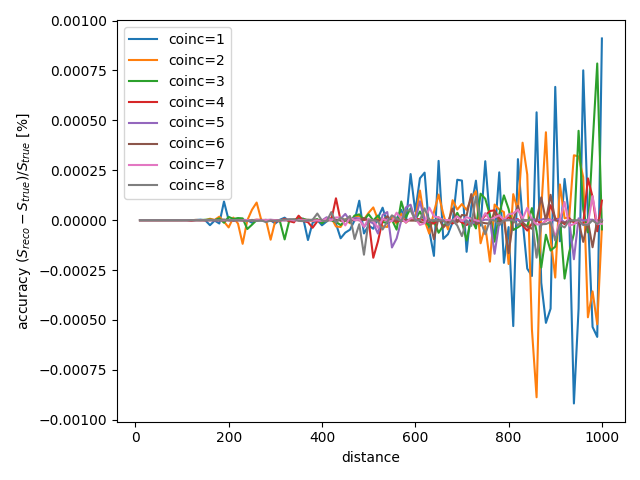 0.00100
0.00075
0.00050
0.00025
0.00000
−0.00025
−0.00050
−0.00075
−0.00100
accuracy (S_reco − S_true)/S_true [%]
coinc=1
coinc=2
coinc=3
coinc=4
coinc=5
coinc=6
coinc=7
coinc=8
0 200 400 600 800 1000
distance